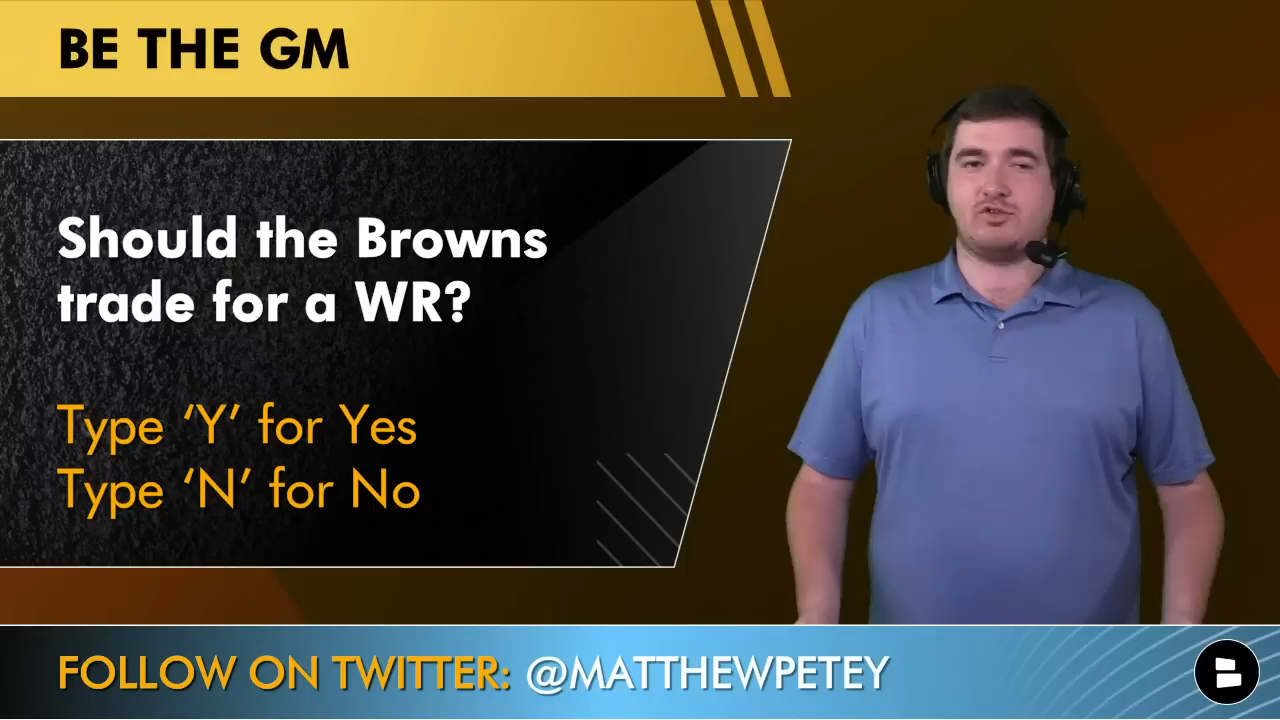 BE THE GM
Should the Browns
trade for a WR?
Type ‘Y’ for Yes
Type ‘N’ for No
FOLLOW ON TWITTER: @MATTHEWPETEY